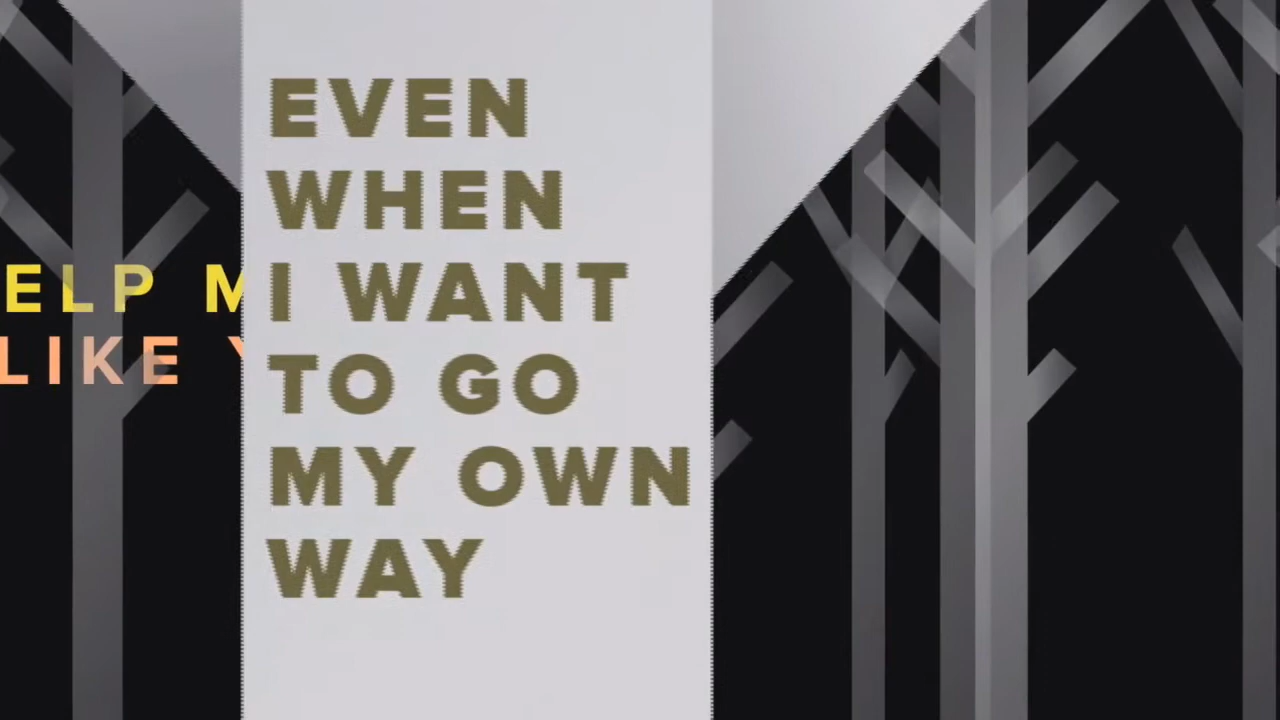 ELP M
LIKE Y
EVEN
WHEN
I WANT
TO GO
MY OWN
WAY